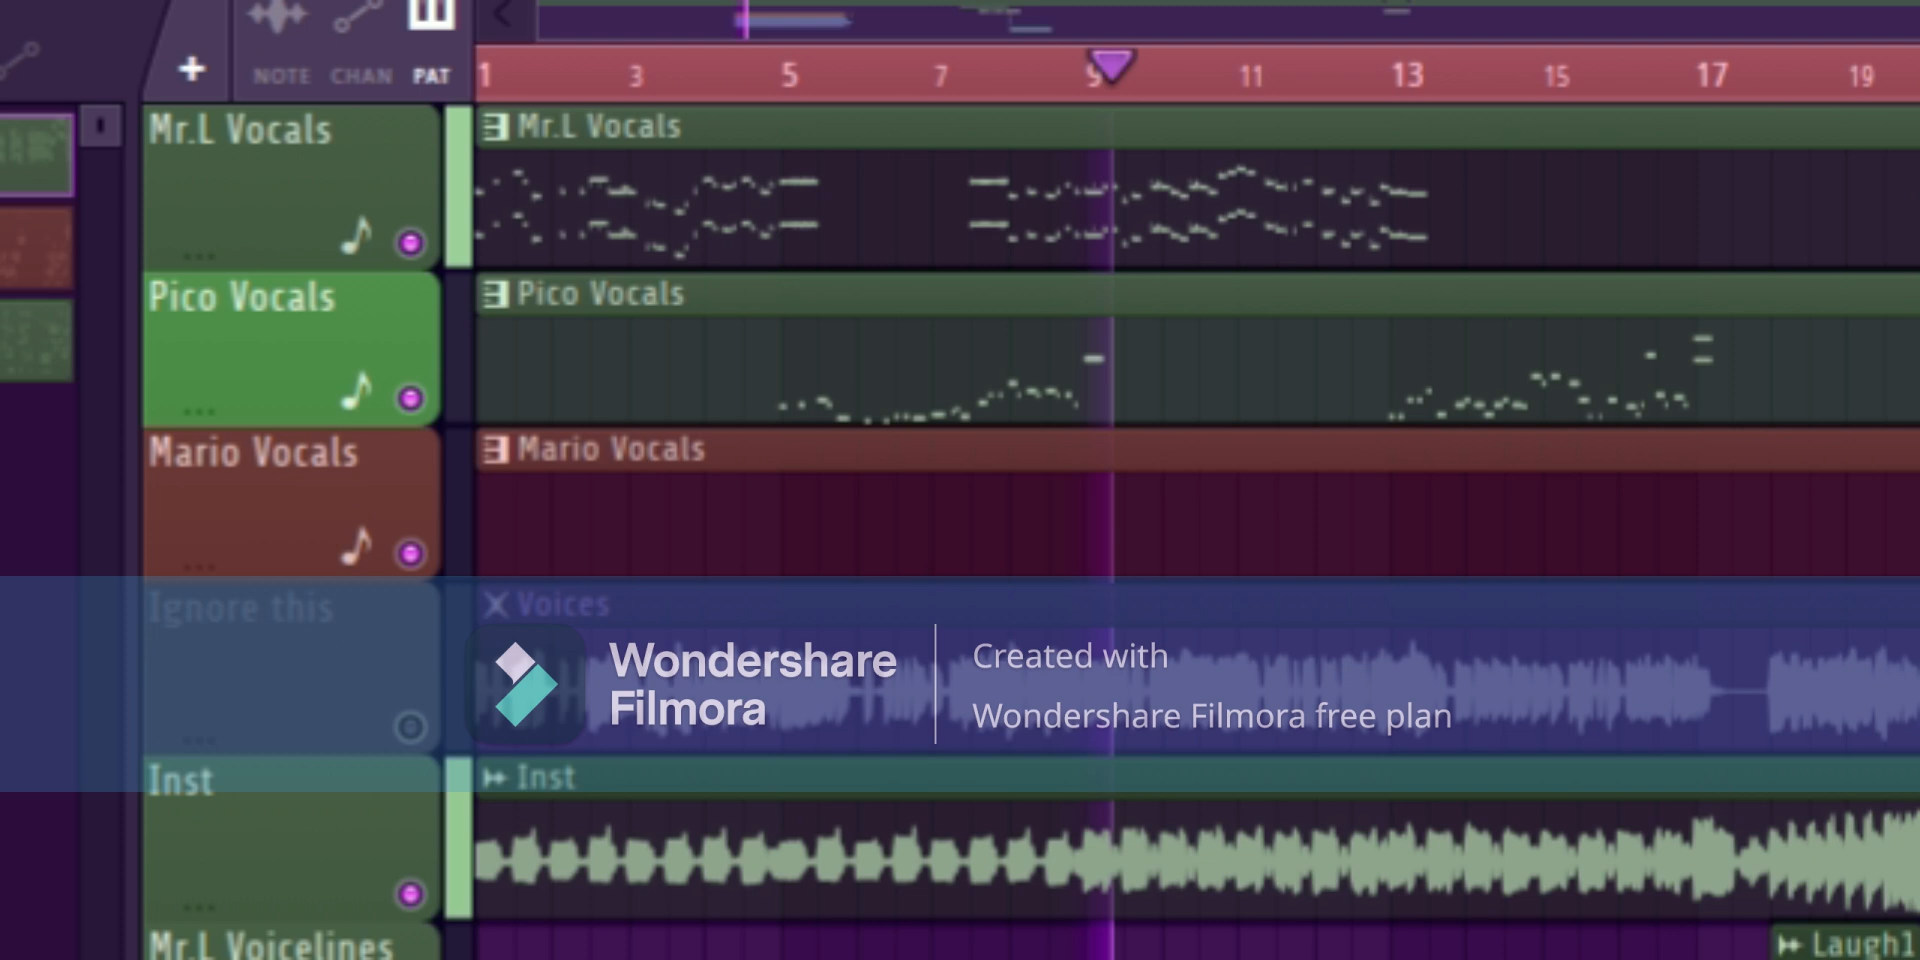 + NOTE CHAN PAT
1 3 5 7 9 11 13 15 17 19
Mr.L Vocals
Mr.L Vocals
Pico Vocals
Pico Vocals
Mario Vocals
Mario Vocals
Ignore this
Voices
Wondershare
Filmora
Created with
Wondershare Filmora free plan
Inst
Inst
Mr.L Voicelines
Laugh1